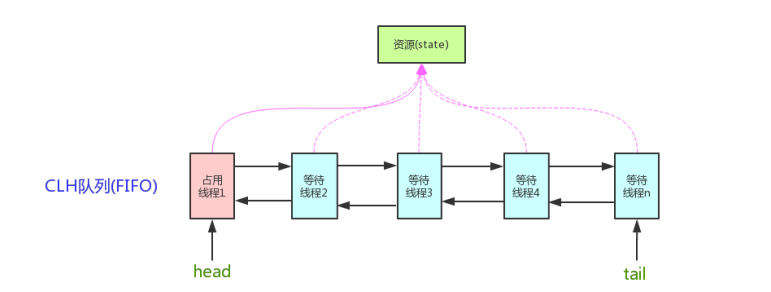 资源(state)
CLH队列(FIFO)
占用
线程1
等待
线程2
等待
线程3
等待
线程4
等待
线程n
head
tail